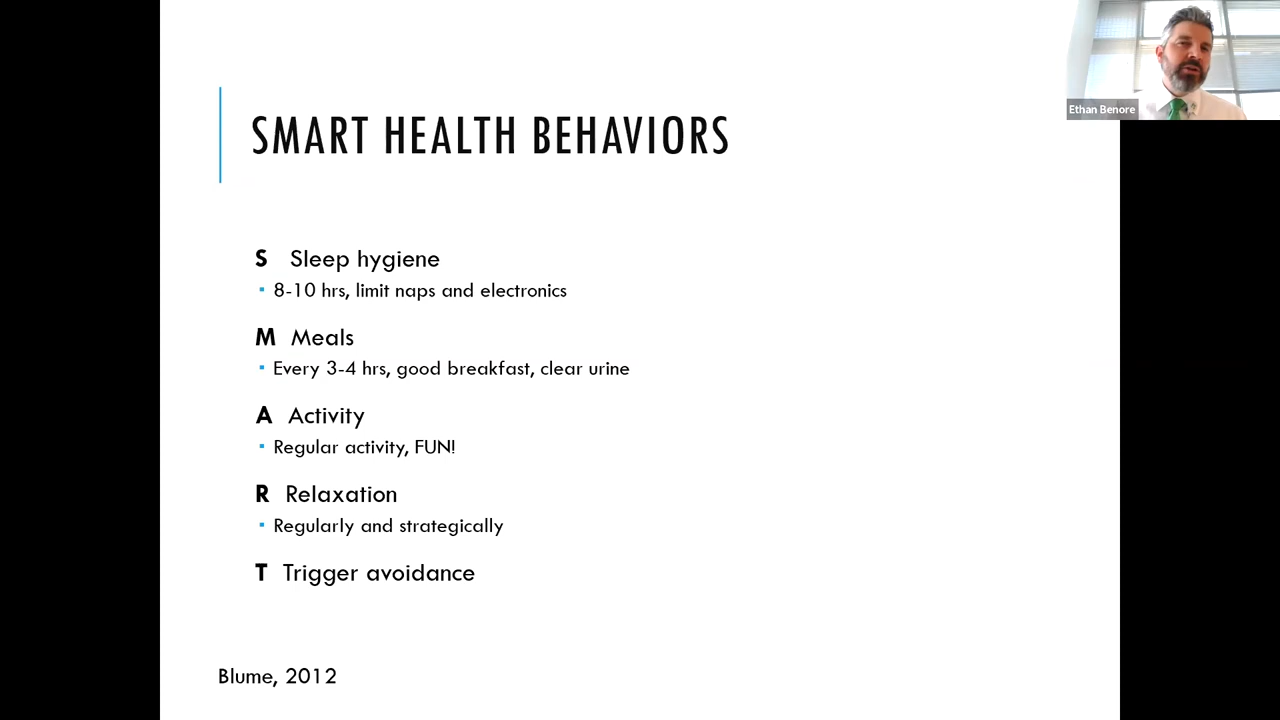 SMART HEALTH BEHAVIORS
S Sleep hygiene
▪ 8-10 hrs, limit naps and electronics
M Meals
▪ Every 3-4 hrs, good breakfast, clear urine
A Activity
▪ Regular activity, FUN!
R Relaxation
▪ Regularly and strategically
T Trigger avoidance
Blume, 2012
Ethan Benore